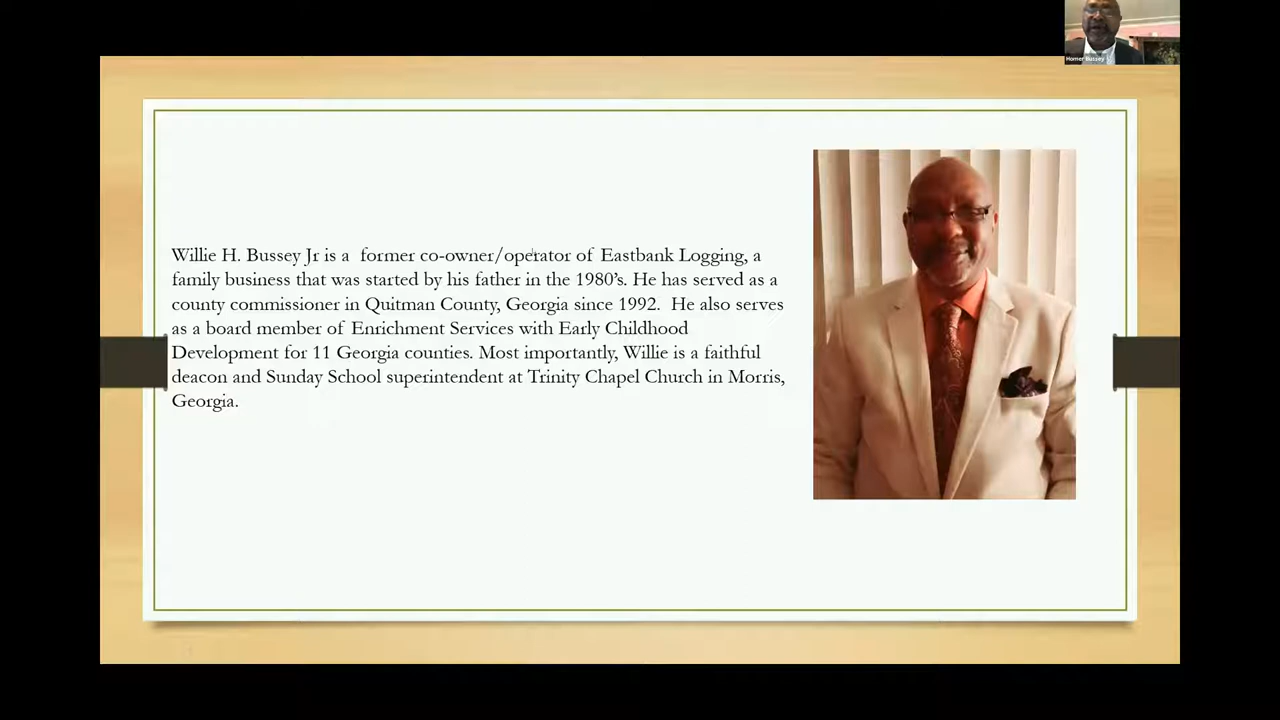 Homer Bussey
Willie H. Bussey Jr is a former co-owner/operator of Eastbank Logging, a
family business that was started by his father in the 1980’s. He has served as a
county commissioner in Quitman County, Georgia since 1992. He also serves
as a board member of Enrichment Services with Early Childhood
Development for 11 Georgia counties. Most importantly, Willie is a faithful
deacon and Sunday School superintendent at Trinity Chapel Church in Morris,
Georgia.